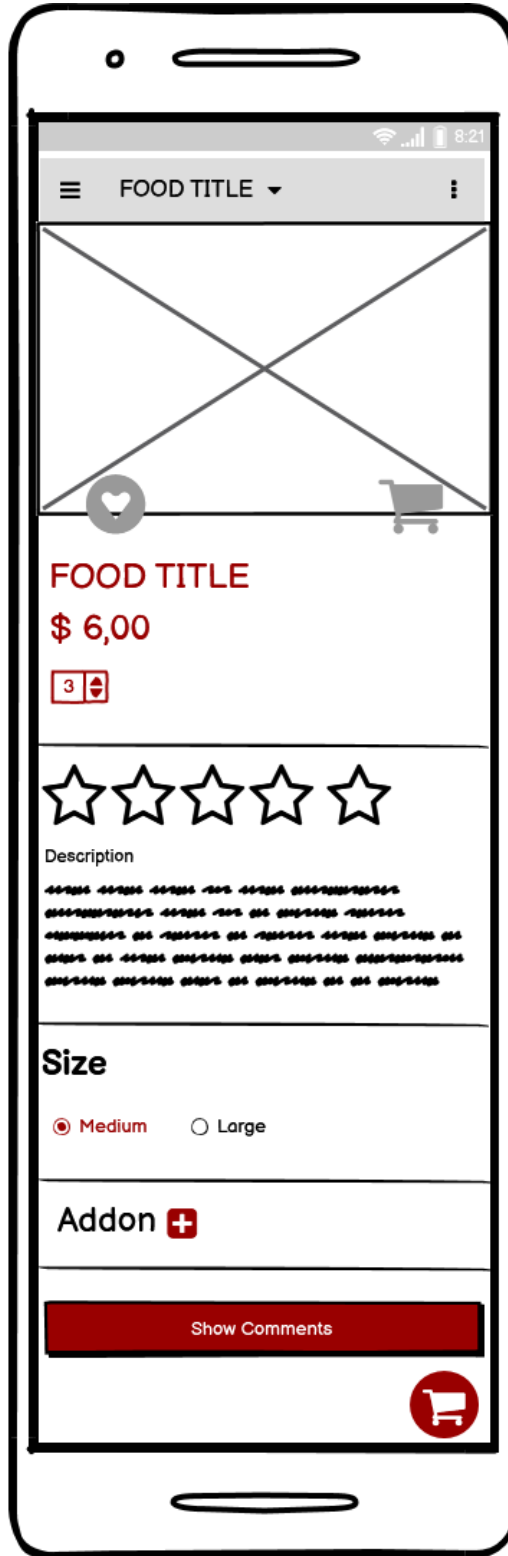 8:21
FOOD TITLE
FOOD TITLE
$ 6,00
3
Description
Size
Medium Large
Addon
Show Comments